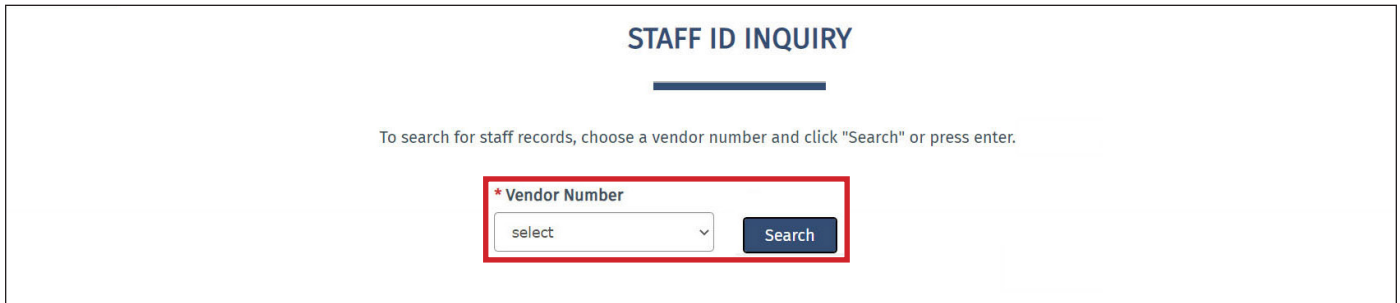 STAFF ID INQUIRY
To search for staff records, choose a vendor number and click "Search" or press enter.
* Vendor Number
select
Search